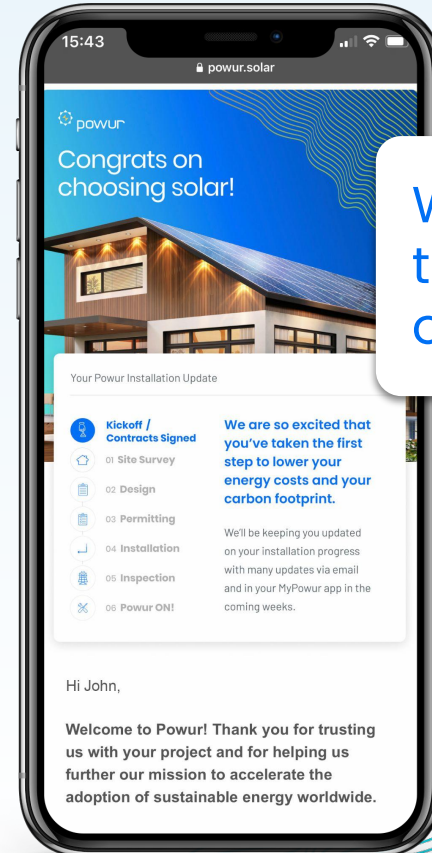 15:43
powur.solar
powur
Congrats on
choosing solar!
Your Powur Installation Update
Kickoff /
Contracts Signed
01 Site Survey
02 Design
03 Permitting
04 Installation
05 Inspection
06 Powur ON!
We are so excited that
you've taken the first
step to lower your
energy costs and your
carbon footprint.
We'll be keeping you updated
on your installation progress
with many updates via email
and in your MyPowur app in the
coming weeks.
Hi John,
Welcome to Powur! Thank you for trusting
us with your project and for helping us
further our mission to accelerate the
adoption of sustainable energy worldwide.